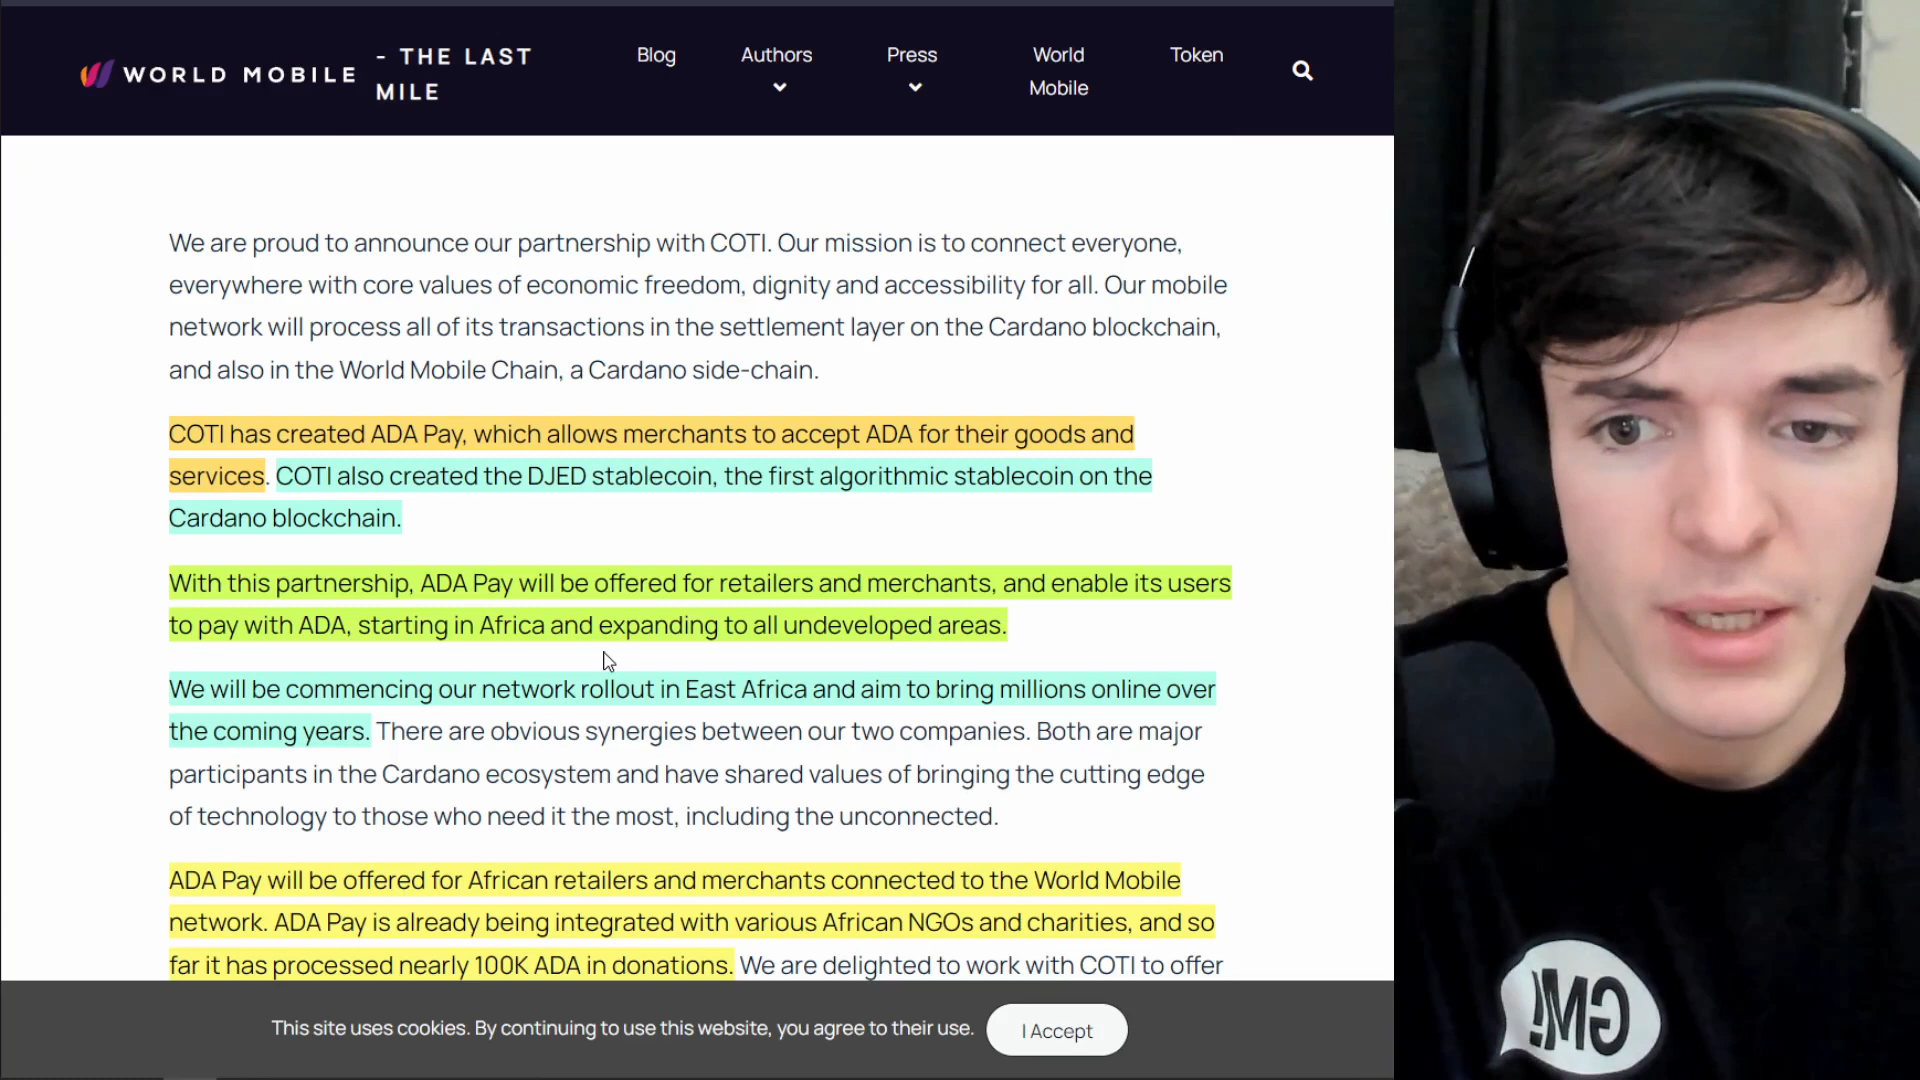 WORLD MOBILE
- THE LAST
MILE
Blog
Authors
Press
World
Mobile
Token
We are proud to announce our partnership with COTI. Our mission is to connect everyone,
everywhere with core values of economic freedom, dignity and accessibility for all. Our mobile
network will process all of its transactions in the settlement layer on the Cardano blockchain,
and also in the World Mobile Chain, a Cardano side-chain.
COTI has created ADA Pay, which allows merchants to accept ADA for their goods and
services. COTI also created the DJED stablecoin, the first algorithmic stablecoin on the
Cardano blockchain.
With this partnership, ADA Pay will be offered for retailers and merchants, and enable its users
to pay with ADA, starting in Africa and expanding to all undeveloped areas.
We will be commencing our network rollout in East Africa and aim to bring millions online over
the coming years. There are obvious synergies between our two companies. Both are major
participants in the Cardano ecosystem and have shared values of bringing the cutting edge
of technology to those who need it the most, including the unconnected.
ADA Pay will be offered for African retailers and merchants connected to the World Mobile
network. ADA Pay is already being integrated with various African NGOs and charities, and so
far it has processed nearly 100K ADA in donations. We are delighted to work with COTI to offer
This site uses cookies. By continuing to use this website, you agree to their use.
I Accept
GM!